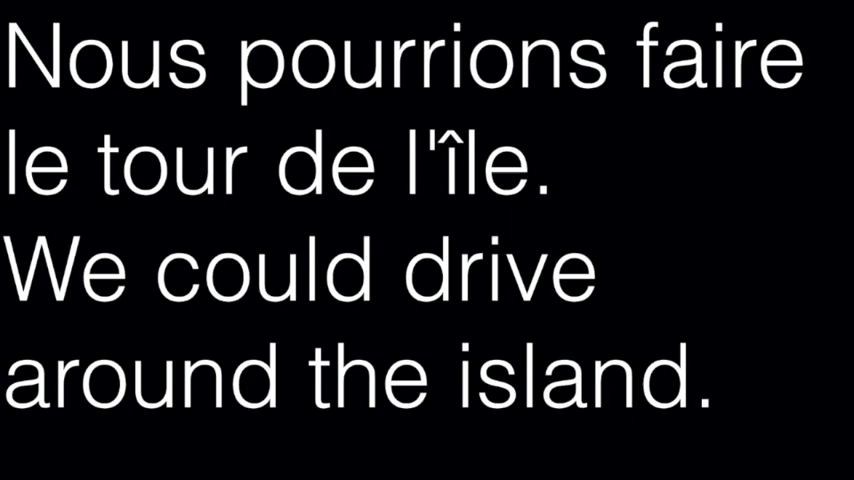 Nous pourrions faire
le tour de l'île.
We could drive
around the island.